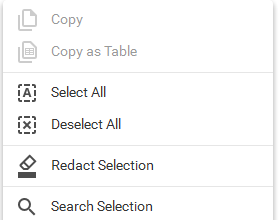 Copy
Copy as Table
Select All
Deselect All
Redact Selection
Search Selection